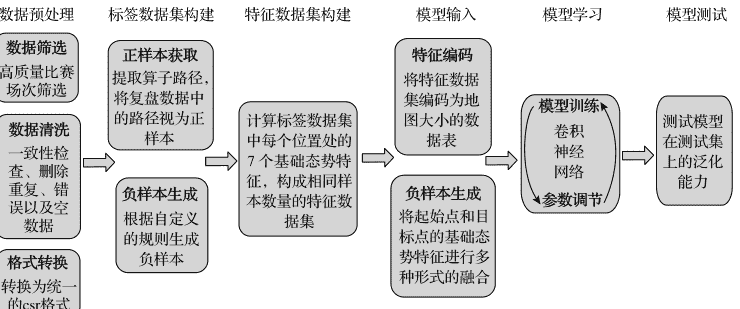 数据预处理
标签数据集构建
特征数据集构建
模型输入
模型学习
模型测试
数据筛选
高质量比赛
场次筛选
数据清洗
一致性检
查、删除
重复、错
误以及空
数据
格式转换
转换为统一
的csr格式
正样本获取
提取算子路径，
将复盘数据中
的路径视为正
样本
负样本生成
根据自定义
的规则生成
负样本
计算标签数据集
中每个位置处的
7个基础态势特
征，构成相同样
本数量的特征数
据集
特征编码
将特征数据
集编码为地
图大小的数
据表
负样本生成
将起始点和目
标点的基础态
势特征进行多
种形式的融合
模型训练
卷积
神经
网络
参数调节
测试模型
在测试集
上的泛化
能力